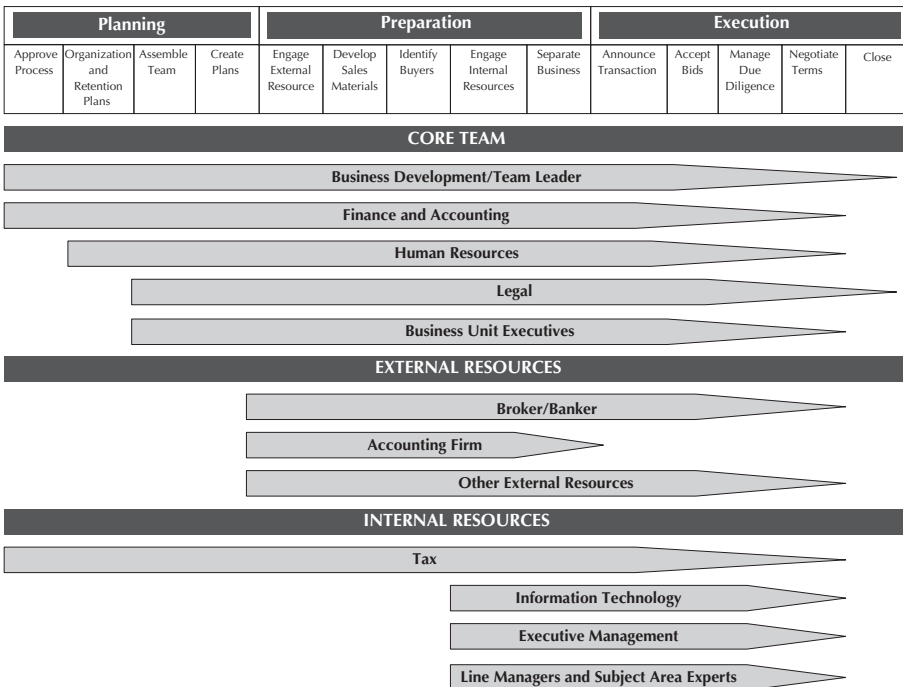 Planning Preparation Execution
Approve Process
Organization and Retention Plans
Assemble Team
Create Plans
Engage External Resource
Develop Sales Materials
Identify Buyers
Engage Internal Resources
Separate Business
Announce Transaction
Accept Bids
Manage Due Diligence
Negotiate Terms
Close
CORE TEAM
Business Development/Team Leader
Finance and Accounting
Human Resources
Legal
Business Unit Executives
EXTERNAL RESOURCES
Broker/Banker
Accounting Firm
Other External Resources
INTERNAL RESOURCES
Tax
Information Technology
Executive Management
Line Managers and Subject Area Experts